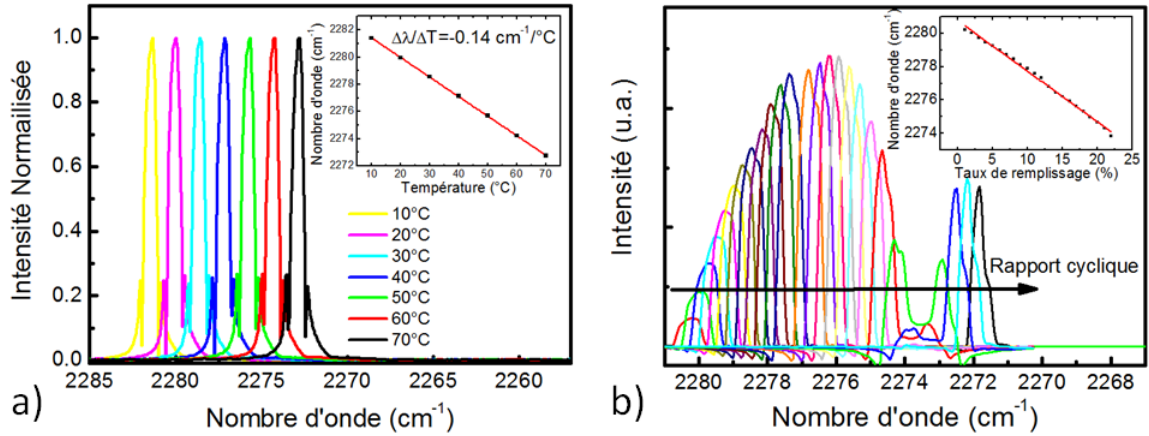 a)
Intensité Normailisée
1.0
0.8
0.6
0.4
0.2
0.0
2285 2280 2275 2270 2265 2260
Nombre d'onde (cm⁻¹)
Δλ/ΔT=-0.14 cm⁻¹/°C
Nombre d'onde (cm⁻¹)
2282
2280
2278
2276
2274
2272
10 20 30 40 50 60 70
Température (°C)
10°C
20°C
30°C
40°C
50°C
60°C
70°C
b)
Intensité (u.a.)
2280 2278 2276 2274 2272 2270 2268
Nombre d'onde (cm⁻¹)
Rapport cyclique
Nombre d'onde (cm⁻¹)
2280
2278
2276
2274
0 5 10 15 20 25
Taux de remplissage (%)